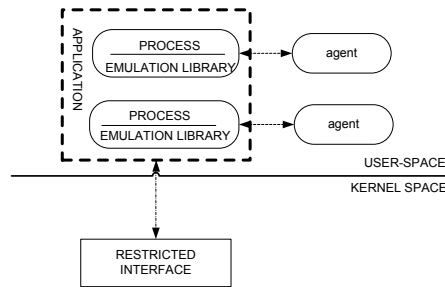 APPLICATION
PROCESS
EMULATION LIBRARY
agent
PROCESS
EMULATION LIBRARY
agent
USER-SPACE
KERNEL SPACE
RESTRICTED
INTERFACE